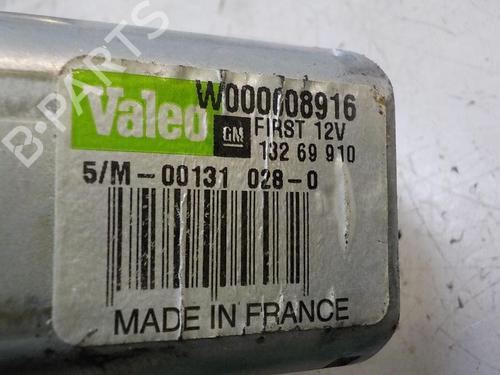 B-PARTS
Valeo
W000008916
GM FIRST 12V
132 69 910
5/M-00131 028-0
MADE IN FRANCE